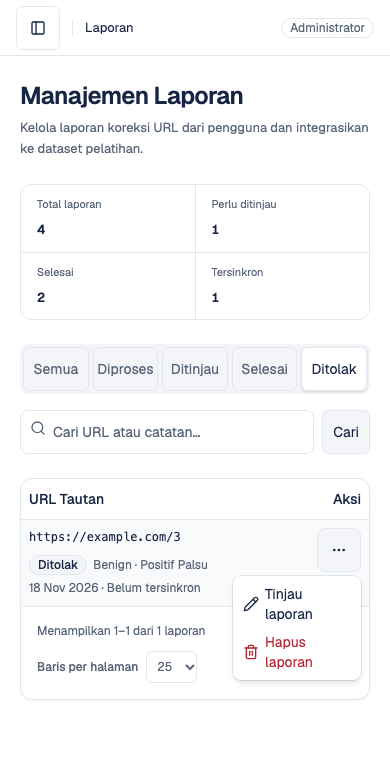 Laporan
Administrator
Manajemen Laporan
Kelola laporan koreksi URL dari pengguna dan integrasikan
ke dataset pelatihan.
Total laporan
4
Perlu ditinjau
1
Selesai
2
Tersinkron
1
Semua Diproses Ditinjau Selesai Ditolak
Cari URL atau catatan...
Cari
URL Tautan Aksi
https://example.com/3
Ditolak Benign · Positif Palsu
18 Nov 2026 · Belum tersinkron
Tinjau
laporan
Hapus
laporan
Menampilkan 1–1 dari 1 laporan
Baris per halaman 25